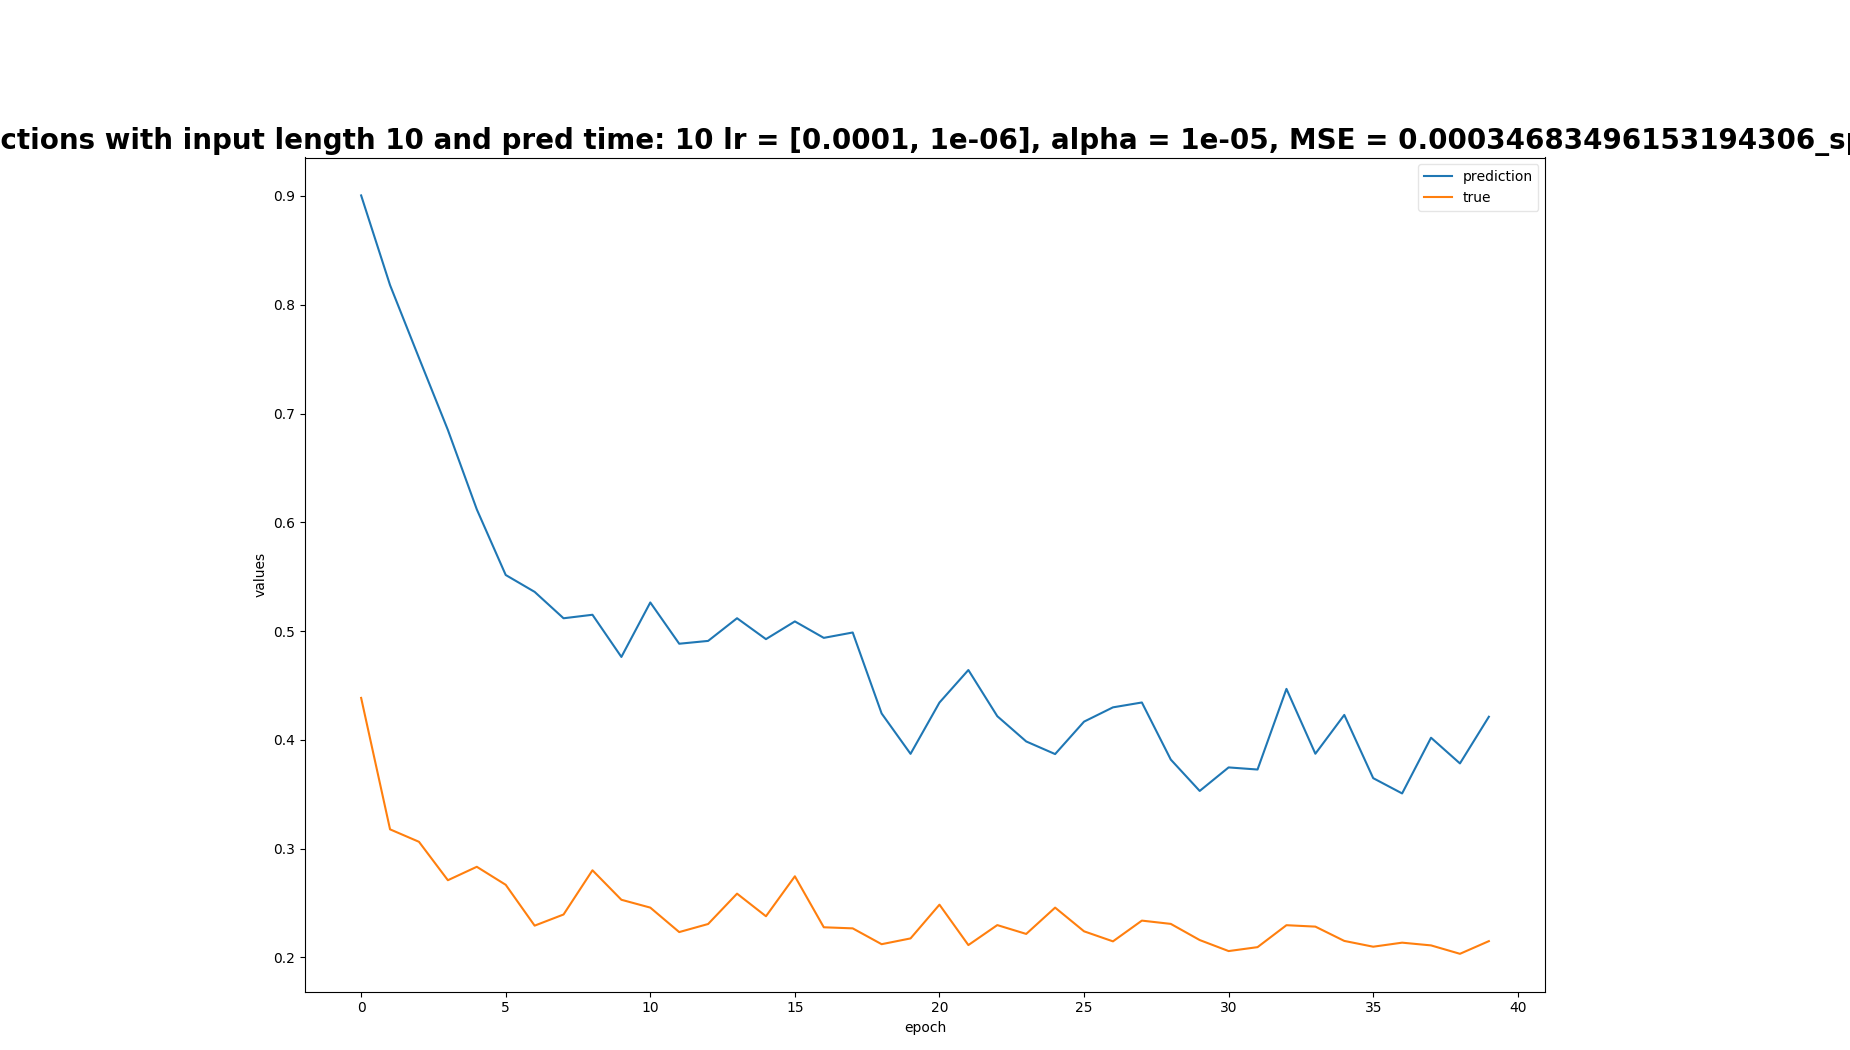 ctions with input length 10 and pred time: 10 lr = [0.0001, 1e-06], alpha = 1e-05, MSE = 0.00034683496153194306_sp
prediction
true
0.9
0.8
0.7
0.6
0.5
0.4
0.3
0.2
values
0 5 10 15 20 25 30 35 40
epoch